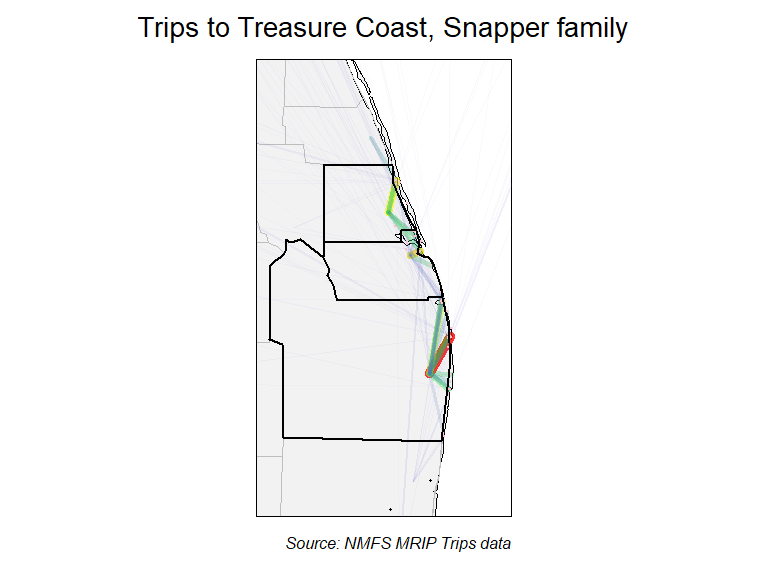 Trips to Treasure Coast, Snapper family
Source: NMFS MRIP Trips data